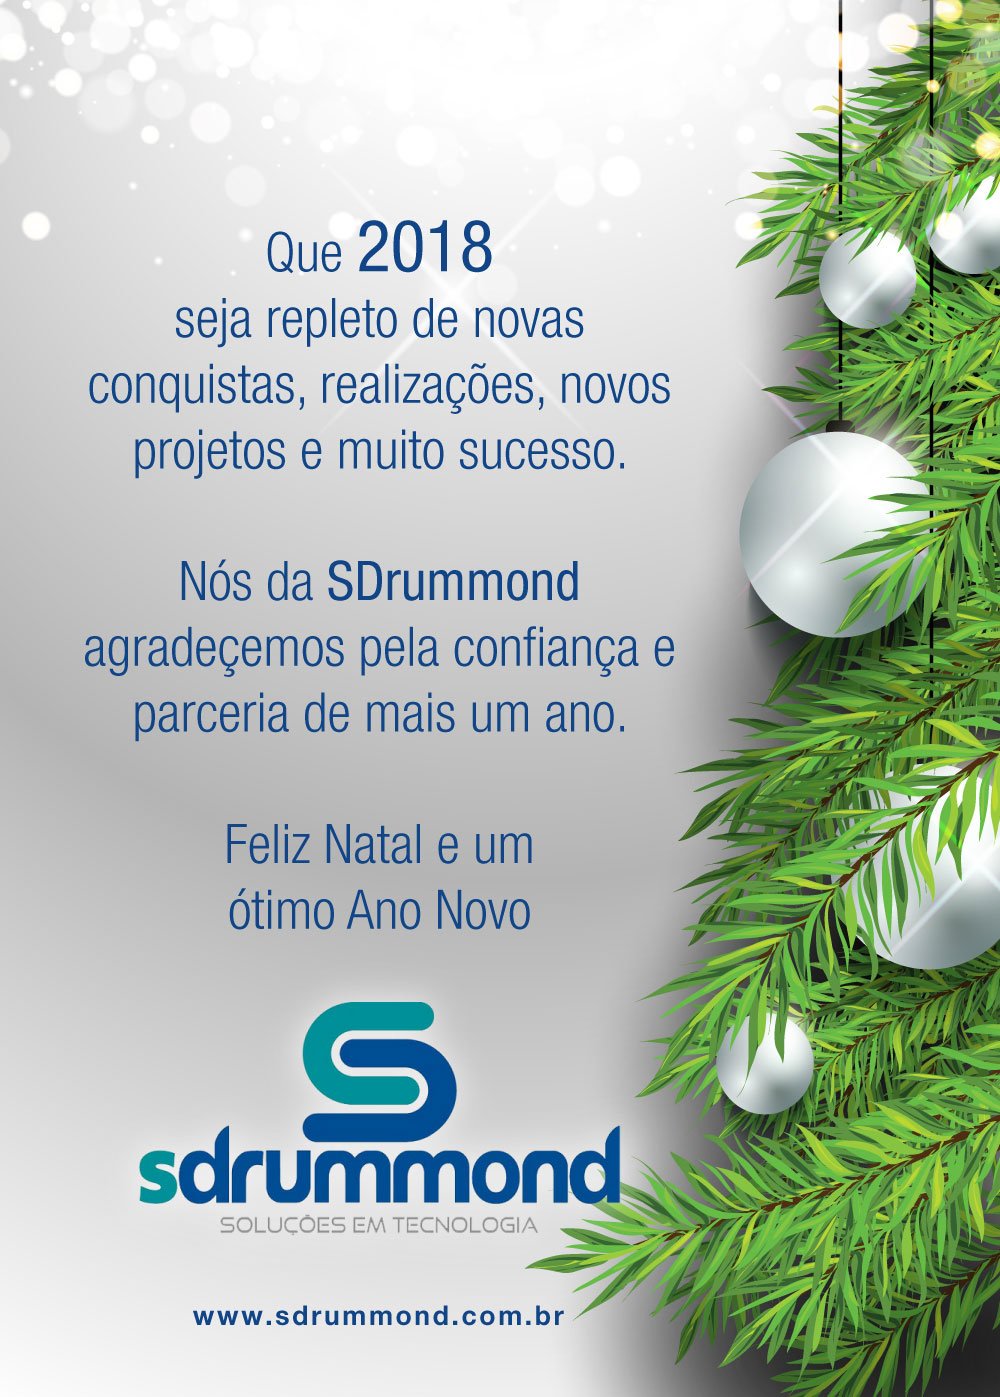 Que 2018
seja repleto de novas
conquistas, realizações, novos
projetos e muito sucesso.
Nós da SDrummond
agradeçemos pela confiança e
parceria de mais um ano.
Feliz Natal e um
ótimo Ano Novo
sdrummond
SOLUÇÕES EM TECNOLOGIA
www.sdrummond.com.br